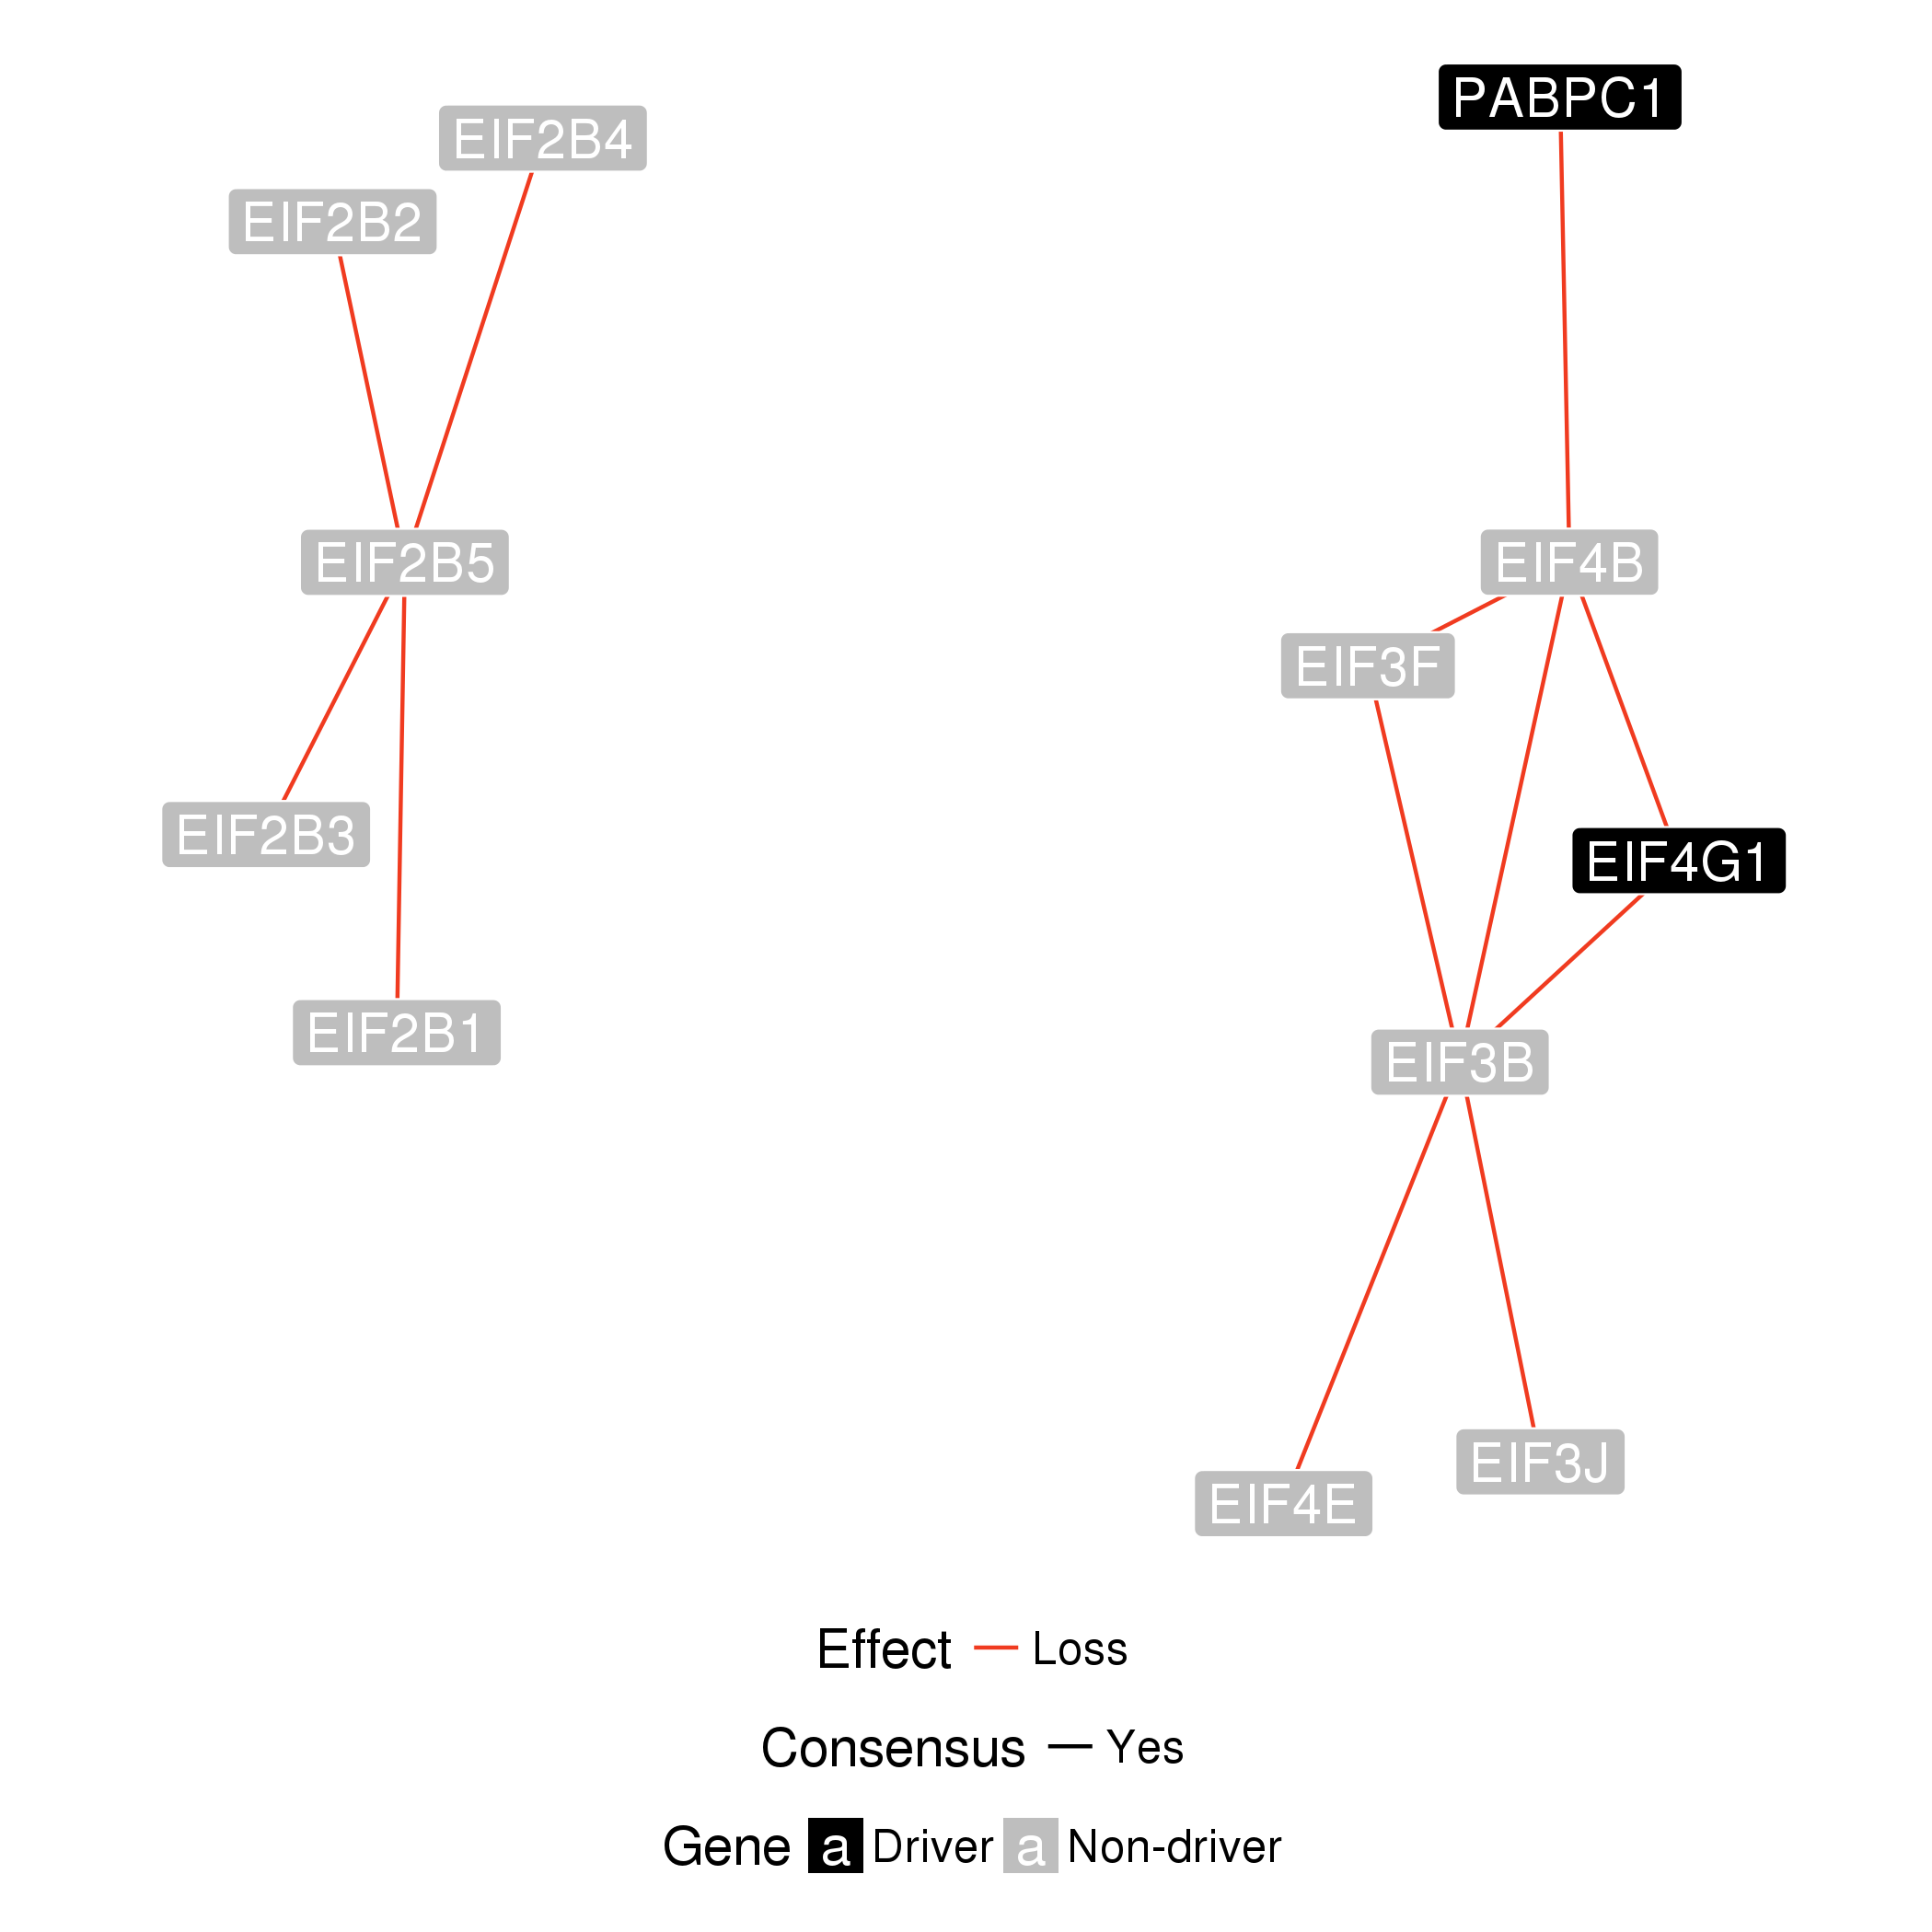 PABPC1
EIF2B4
EIF2B2
EIF2B5
EIF4B
EIF3F
EIF2B3
EIF4G1
EIF2B1
EIF3B
EIF3J
EIF4E
Effect Loss
Consensus Yes
Gene a Driver a Non-driver